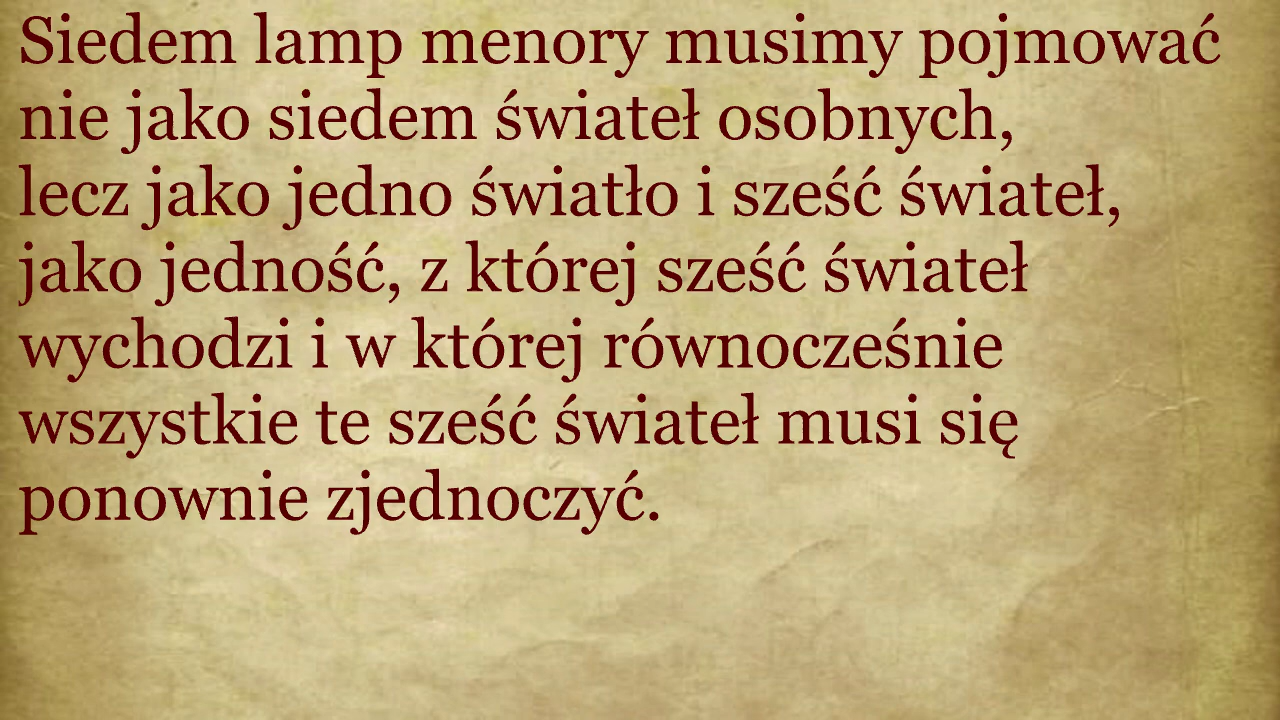 Siedem lamp menory musimy pojmować
nie jako siedem świateł osobnych,
lecz jako jedno światło i sześć świateł,
jako jedność, z której sześć świateł
wychodzi i w której równocześnie
wszystkie te sześć świateł musi się
ponownie zjednoczyć.